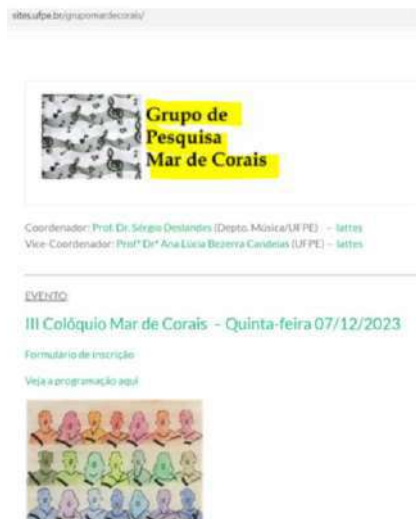 sites.ufpe.br/grupomardecorais/
Grupo de
Pesquisa
Mar de Corais
Coordenador: Prof. Dr. Sérgio Deslandes (Depto. Música/UFPE) – lattes
Vice-Coordenador: Profª Drª Ana Lúcia Bezerra Candeias (UFPE) – lattes
EVENTO
III Colóquio Mar de Corais – Quinta-feira 07/12/2023
Formulário de inscrição
Veja a programação aqui